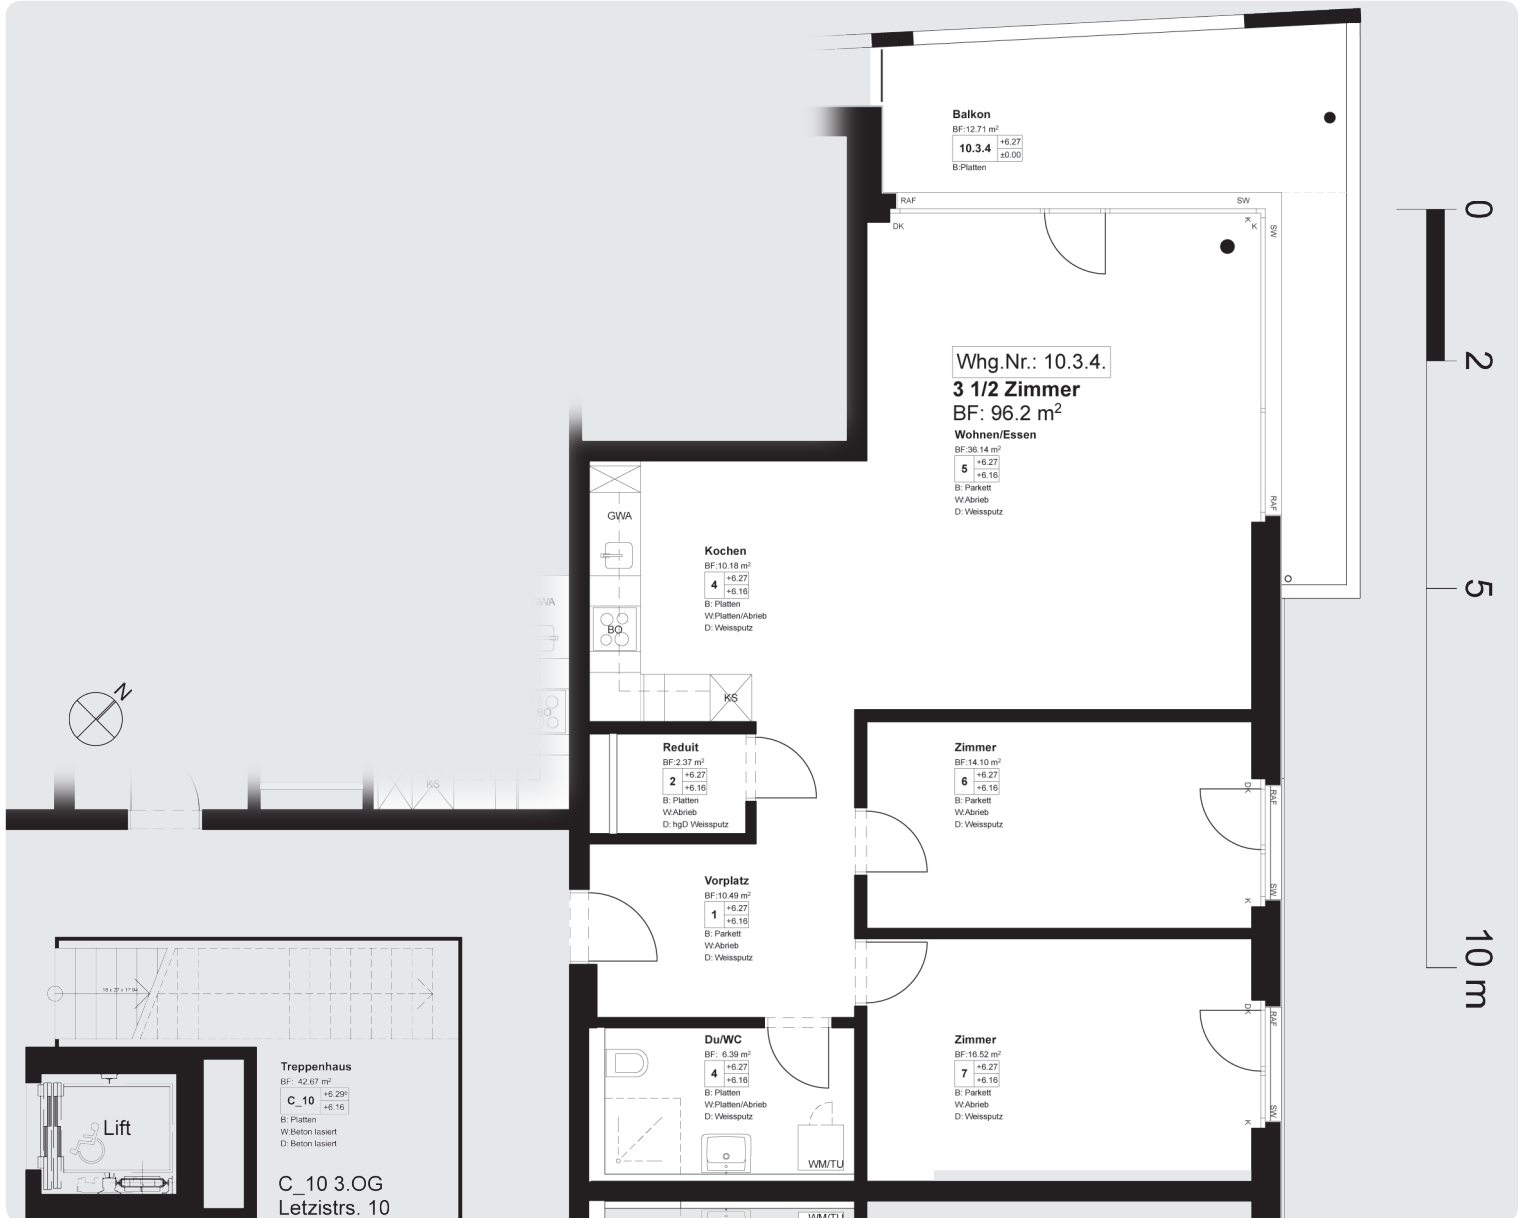 Balkon
BF:12.71 m²
10.3.4
+6.27
±0.00
B:Platten
RAF
SW
DK
K
K
SW
0
2
5
10 m
Whg.Nr.: 10.3.4.
3 1/2 Zimmer
BF: 96.2 m²
Wohnen/Essen
BF:36.14 m²
5
+6.27
+6.16
B: Parkett
W:Abrieb
D: Weissputz
RAF
GWA
Kochen
BF:10.18 m²
4
+6.27
+6.16
B: Platten
W:Platten/Abrieb
D: Weissputz
BO
KS
GWA
BO
KS
N
Reduit
BF:2.37 m²
2
+6.27
+6.16
B: Platten
W:Abrieb
D: hgD Weissputz
Zimmer
BF:14.10 m²
6
+6.27
+6.16
B: Parkett
W:Abrieb
D: Weissputz
DK
RAF
SW
K
Vorplatz
BF:10.49 m²
1
+6.27
+6.16
B: Parkett
W:Abrieb
D: Weissputz
Du/WC
BF: 6.39 m²
4
+6.27
+6.16
B: Platten
W:Platten/Abrieb
D: Weissputz
WM/TU
Zimmer
BF:16.52 m²
7
+6.27
+6.16
B: Parkett
W:Abrieb
D: Weissputz
DK
RAF
SW
K
Treppenhaus
BF: 42.67 m²
C_10
+6.29⁵
+6.16
B: Platten
W:Beton lasiert
D: Beton lasiert
Lift
C_10 3.OG
Letzistrs. 10
WM/TU